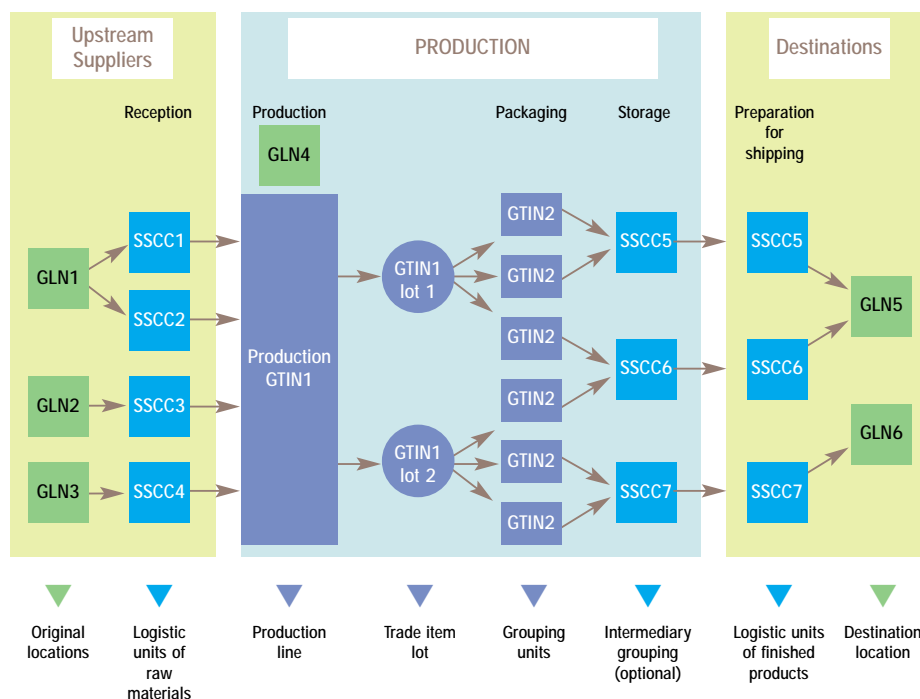 Upstream
Suppliers
PRODUCTION
Destinations
Reception
Production
Packaging
Storage
Preparation
for
shipping
GLN4
GLN1
GLN2
GLN3
SSCC1
SSCC2
SSCC3
SSCC4
Production
GTIN1
GTIN1
lot 1
GTIN1
lot 2
GTIN2
GTIN2
GTIN2
GTIN2
GTIN2
GTIN2
SSCC5
SSCC6
SSCC7
SSCC5
SSCC6
SSCC7
GLN5
GLN6
Original
locations
Logistic
units of
raw
materials
Production
line
Trade item
lot
Grouping
units
Intermediary
grouping
(optional)
Logistic units
of finished
products
Destination
location